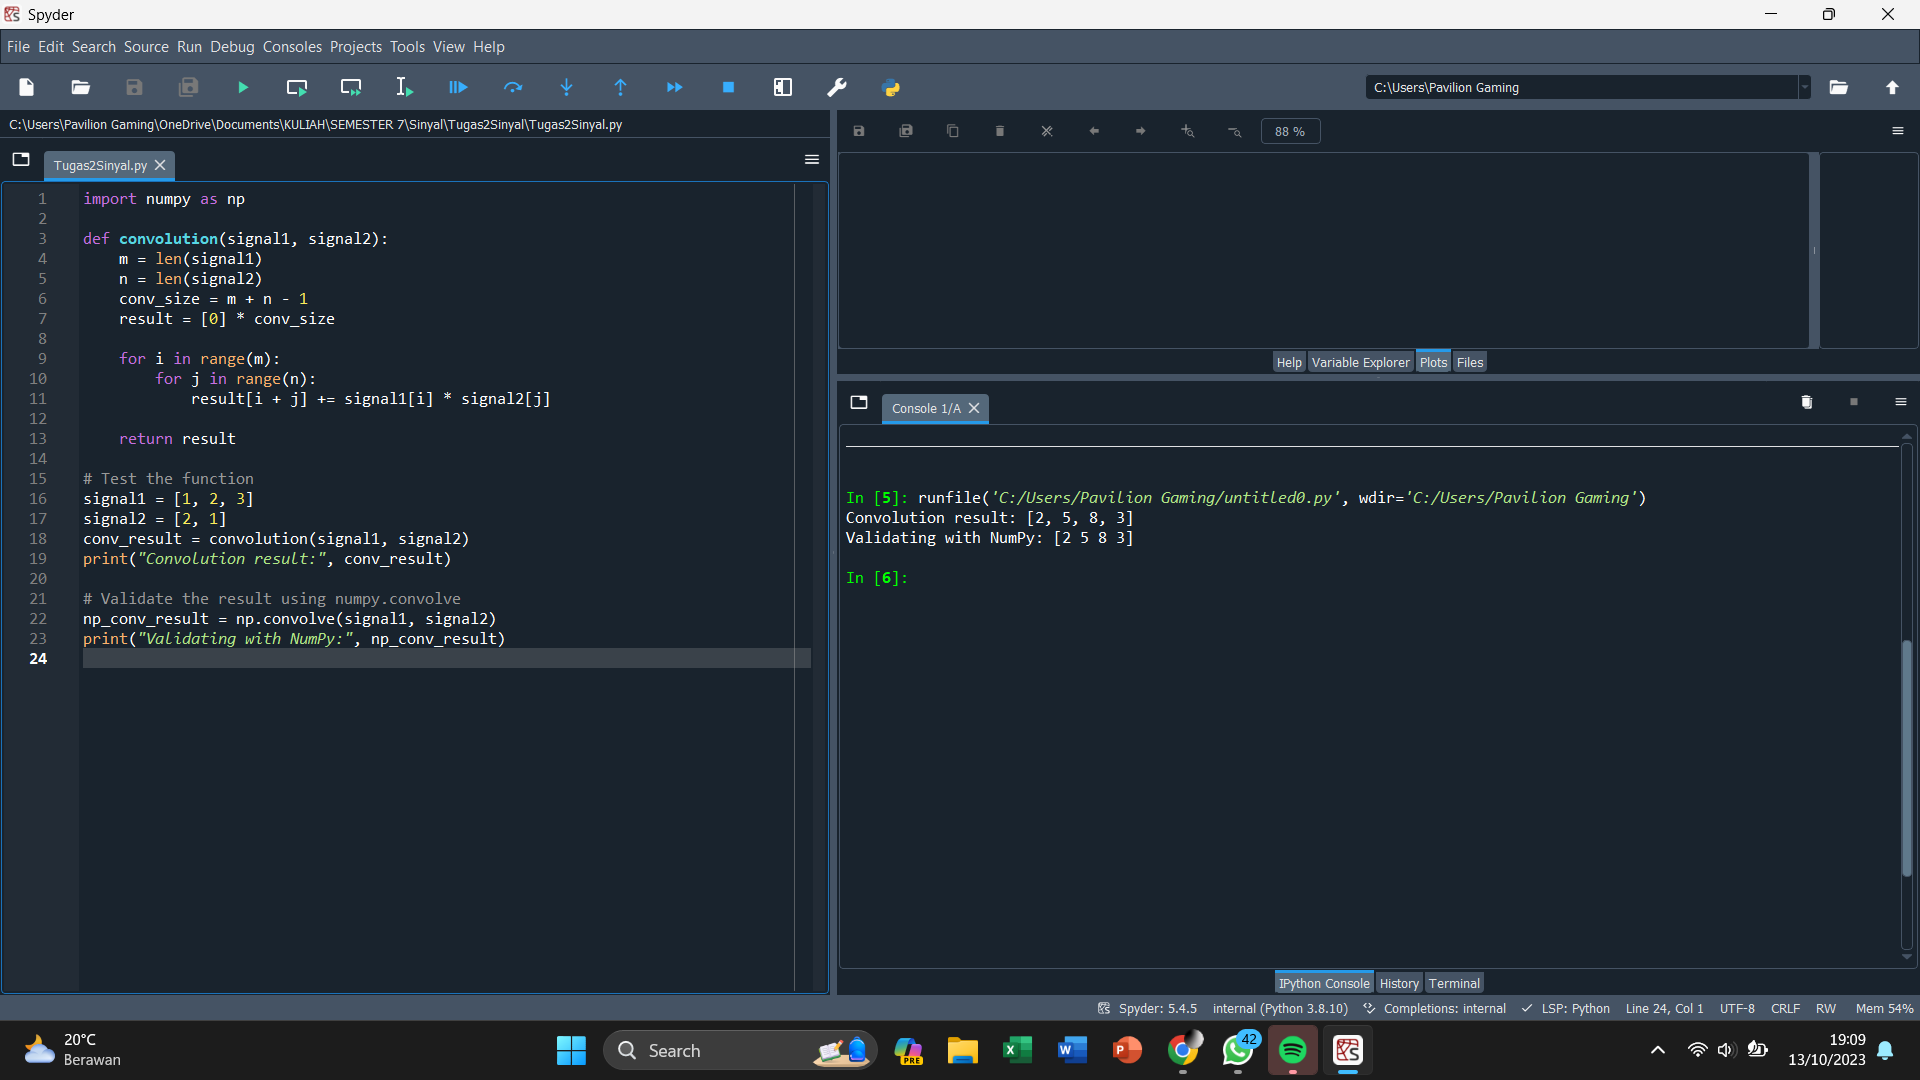 Spyder
File Edit Search Source Run Debug Consoles Projects Tools View Help
C:\Users\Pavilion Gaming
C:\Users\Pavilion Gaming\OneDrive\Documents\KULIAH\SEMESTER 7\Sinyal\Tugas2Sinyal\Tugas2Sinyal.py
88 %
Tugas2Sinyal.py
1 import numpy as np
2
3 def convolution(signal1, signal2):
4     m = len(signal1)
5     n = len(signal2)
6     conv_size = m + n - 1
7     result = [0] * conv_size
8
9     for i in range(m):
10         for j in range(n):
11             result[i + j] += signal1[i] * signal2[j]
12
13     return result
14
15 # Test the function
16 signal1 = [1, 2, 3]
17 signal2 = [2, 1]
18 conv_result = convolution(signal1, signal2)
19 print("Convolution result:", conv_result)
20
21 # Validate the result using numpy.convolve
22 np_conv_result = np.convolve(signal1, signal2)
23 print("Validating with NumPy:", np_conv_result)
24
Help Variable Explorer Plots Files
Console 1/A
In [5]: runfile('C:/Users/Pavilion Gaming/untitled0.py', wdir='C:/Users/Pavilion Gaming')
Convolution result: [2, 5, 8, 3]
Validating with NumPy: [2 5 8 3]
In [6]:
IPython Console History Terminal
Spyder: 5.4.5 internal (Python 3.8.10) Completions: internal LSP: Python Line 24, Col 1 UTF-8 CRLF RW Mem 54%
20°C
Berawan
Search
PRE
42
19:09
13/10/2023